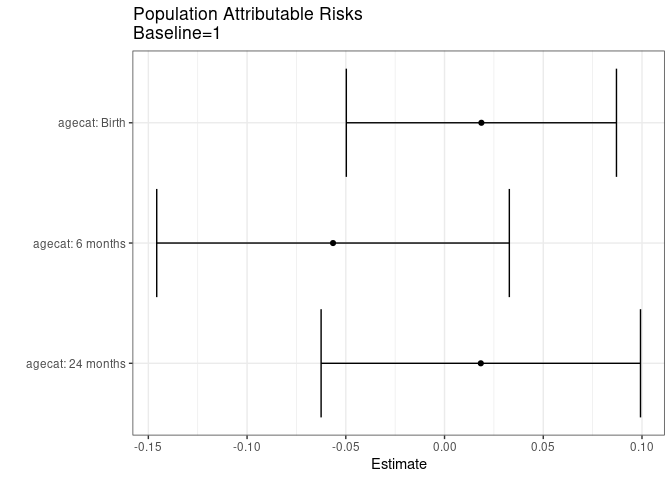 Population Attributable Risks
Baseline=1
agecat: Birth
agecat: 6 months
agecat: 24 months
-0.15 -0.10 -0.05 0.00 0.05 0.10
Estimate